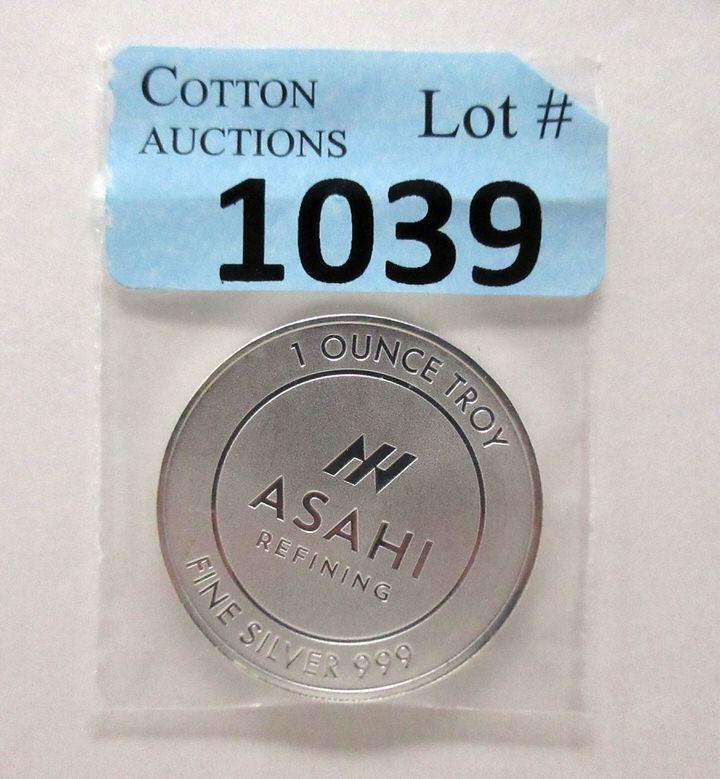 COTTON
AUCTIONS
Lot #
1039
1 OUNCE TROY
ASAHI
REFINING
FINE SILVER 999